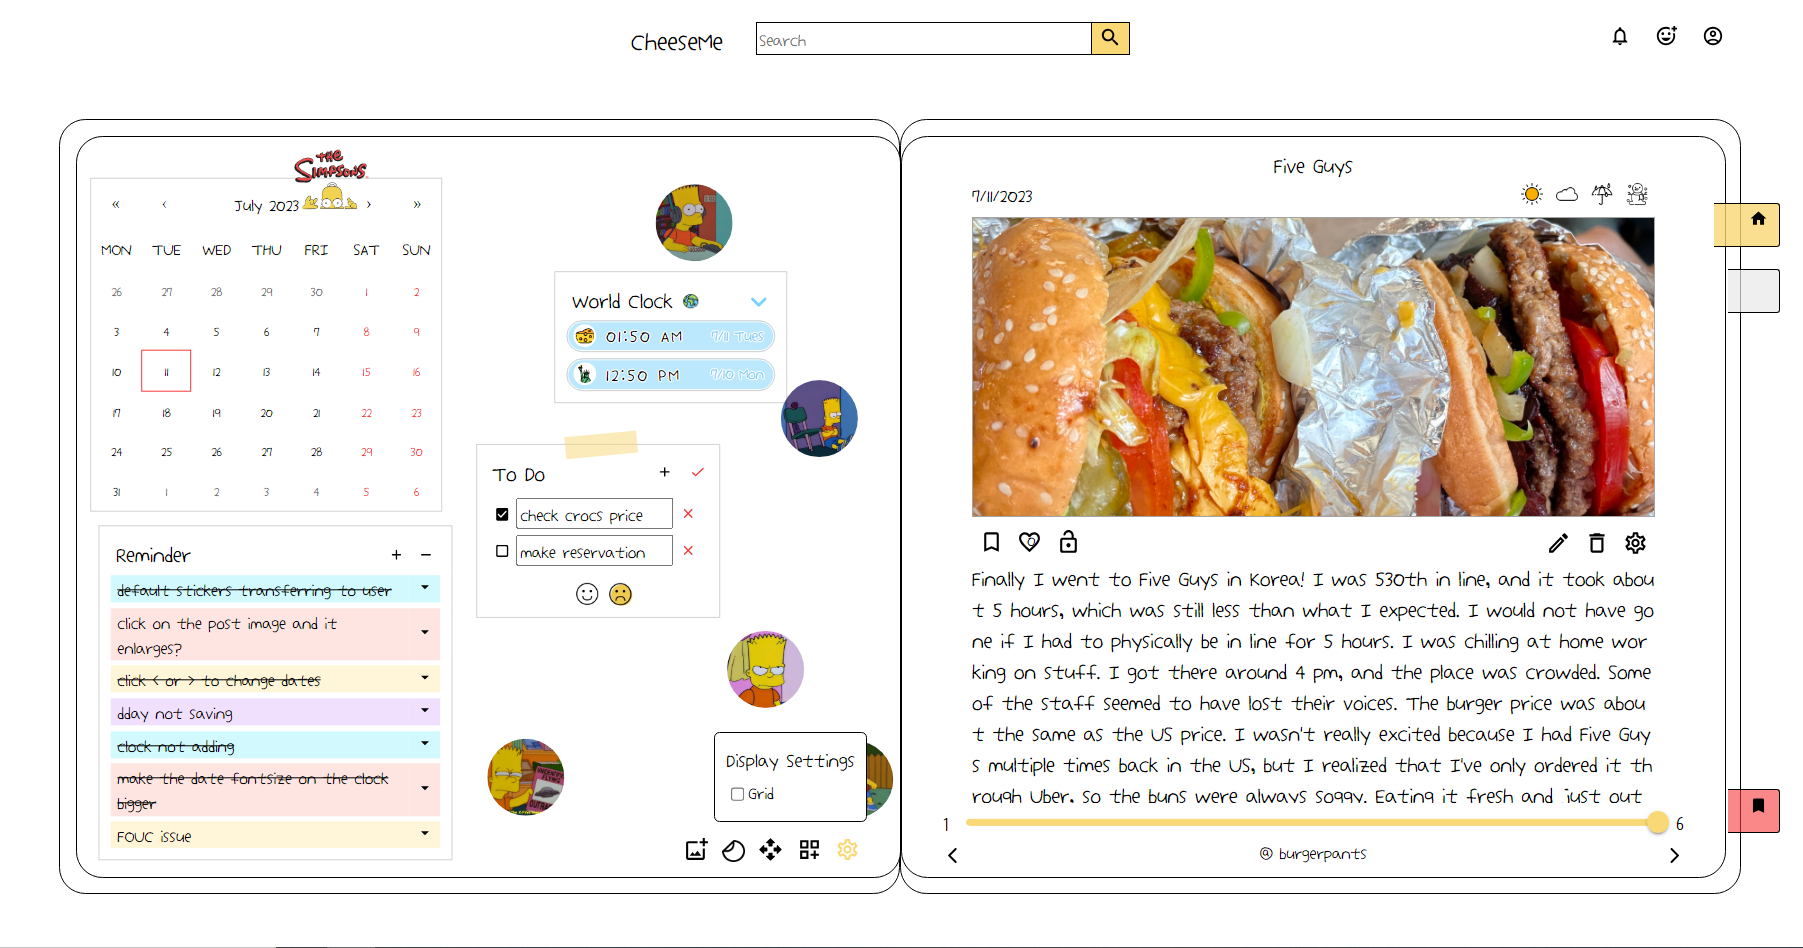 CheeseMe
Search
THE
SIMPSONS
« ‹ July 2023 › »
MON TUE WED THU FRI SAT SUN
26 27 28 29 30 1 2
3 4 5 6 7 8 9
10 11 12 13 14 15 16
17 18 19 20 21 22 23
24 25 26 27 28 29 30
31 1 2 3 4 5 6
Reminder + −
default stickers transferring to user
click on the post image and it
enlarges?
click < or > to change dates
dday not saving
clock not adding
make the date fontsize on the clock
bigger
FOUC issue
World Clock
01:50 AM 7/11 Tues
12:50 PM 7/10 Mon
To Do +
check crocs price
make reservation
Display Settings
Grid
Five Guys
7/11/2023
Finally I went to Five Guys in Korea! I was 530th in line, and it took abou
t 5 hours, which was still less than what I expected. I would not have go
ne if I had to physically be in line for 5 hours. I was chilling at home wor
king on stuff. I got there around 4 pm, and the place was crowded. Some
of the staff seemed to have lost their voices. The burger price was abou
t the same as the US price. I wasn't really excited because I had Five Guy
s multiple times back in the US, but I realized that I've only ordered it th
rough Uber, so the buns were always soggy. Eating it fresh and just out
1 6
@ burgerpants